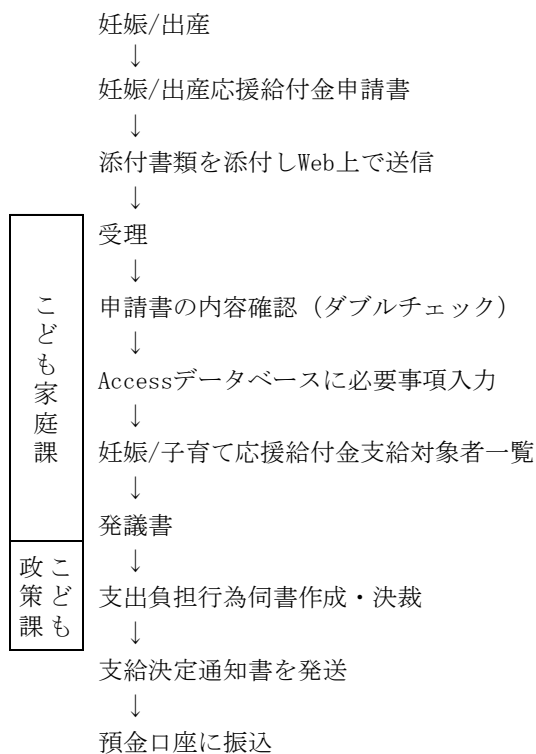 妊娠/出産
↓
妊娠/出産応援給付金申請書
↓
添付書類を添付しWeb上で送信
↓
こども家庭課
受理
↓
申請書の内容確認（ダブルチェック）
↓
Accessデータベースに必要事項入力
↓
妊娠/子育て応援給付金支給対象者一覧
↓
発議書
↓
こども
政策課
支出負担行為伺書作成・決裁
↓
支給決定通知書を発送
↓
預金口座に振込